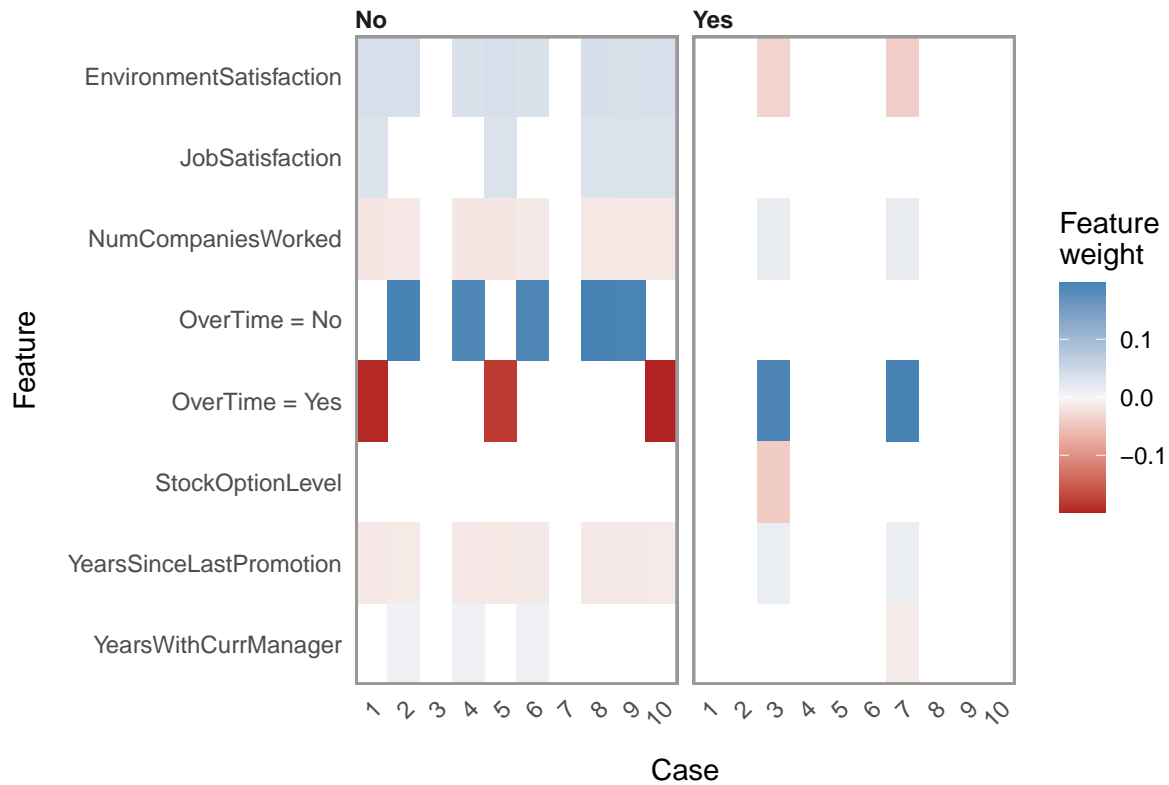 No
Yes
EnvironmentSatisfaction
JobSatisfaction
NumCompaniesWorked
OverTime = No
OverTime = Yes
StockOptionLevel
YearsSinceLastPromotion
YearsWithCurrManager
Feature
1 2 3 4 5 6 7 8 9 10
1 2 3 4 5 6 7 8 9 10
Case
Feature
weight
0.1
0.0
−0.1